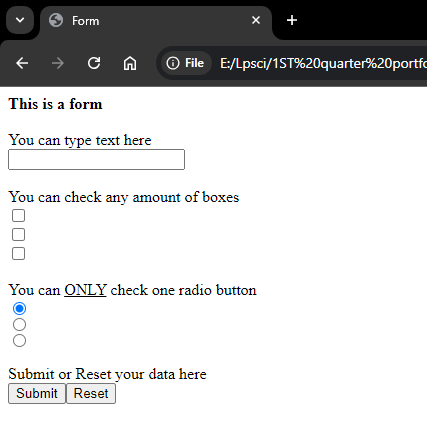 Form
File E:/Lpsci/1ST%20quarter%20portfo
This is a form
You can type text here
You can check any amount of boxes
You can ONLY check one radio button
Submit or Reset your data here
Submit Reset